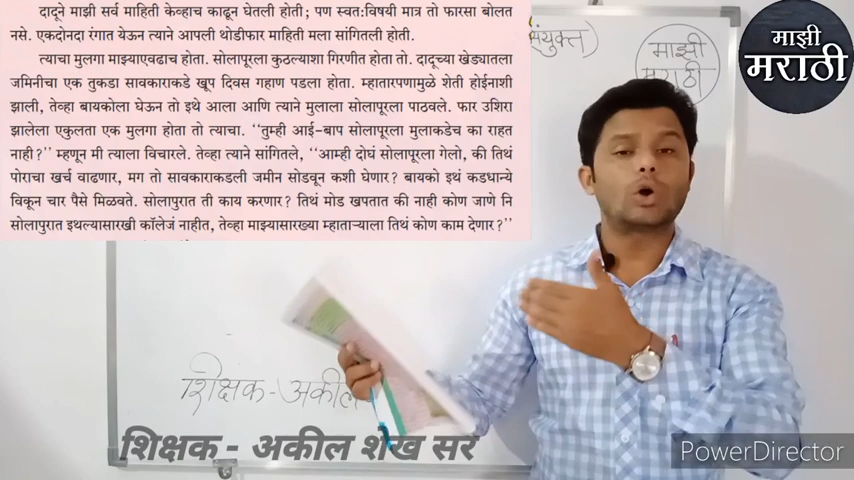 दादूने माझी सर्व माहिती केव्हाच काढून घेतली होती; पण स्वत:विषयी मात्र तो फारसा बोलत
नसे. एकदोनदा रंगात येऊन त्याने आपली थोडीफार माहिती मला सांगितली होती.
त्याचा मुलगा माझ्याएवढाच होता. सोलापूरला कुठल्याशा गिरणीत होता तो. दादूच्या खेड्यातला
जमिनीचा एक तुकडा सावकाराकडे खूप दिवस गहाण पडला होता. म्हातारपणामुळे शेती होईनाशी
झाली, तेव्हा बायकोला घेऊन तो इथे आला आणि त्याने मुलाला सोलापूरला पाठवले. फार उशिरा
झालेला एकुलता एक मुलगा होता तो त्याचा. ‘‘तुम्ही आई-बाप सोलापूरला मुलाकडेच का राहत
नाही?’’ म्हणून मी त्याला विचारले. तेव्हा त्याने सांगितले, ‘‘आम्ही दोघं सोलापूरला गेलो, की तिथं
पोराचा खर्च वाढणार, मग तो सावकाराकडली जमीन सोडवून कशी घेणार? बायको इथं कडधान्ये
विकून चार पैसे मिळवते. सोलापुरात ती काय करणार? तिथं मोड खपतात की नाही कोण जाणे नि
सोलापुरात इथल्यासारखी कॉलेजं नाहीत, तेव्हा माझ्यासारख्या म्हाताऱ्याला तिथं कोण काम देणार?’’
संयुक्त)
माझी
मराठी
माझी
मराठी
शिक्षक - अकील
शिक्षक - अकील शेख सर
PowerDirector